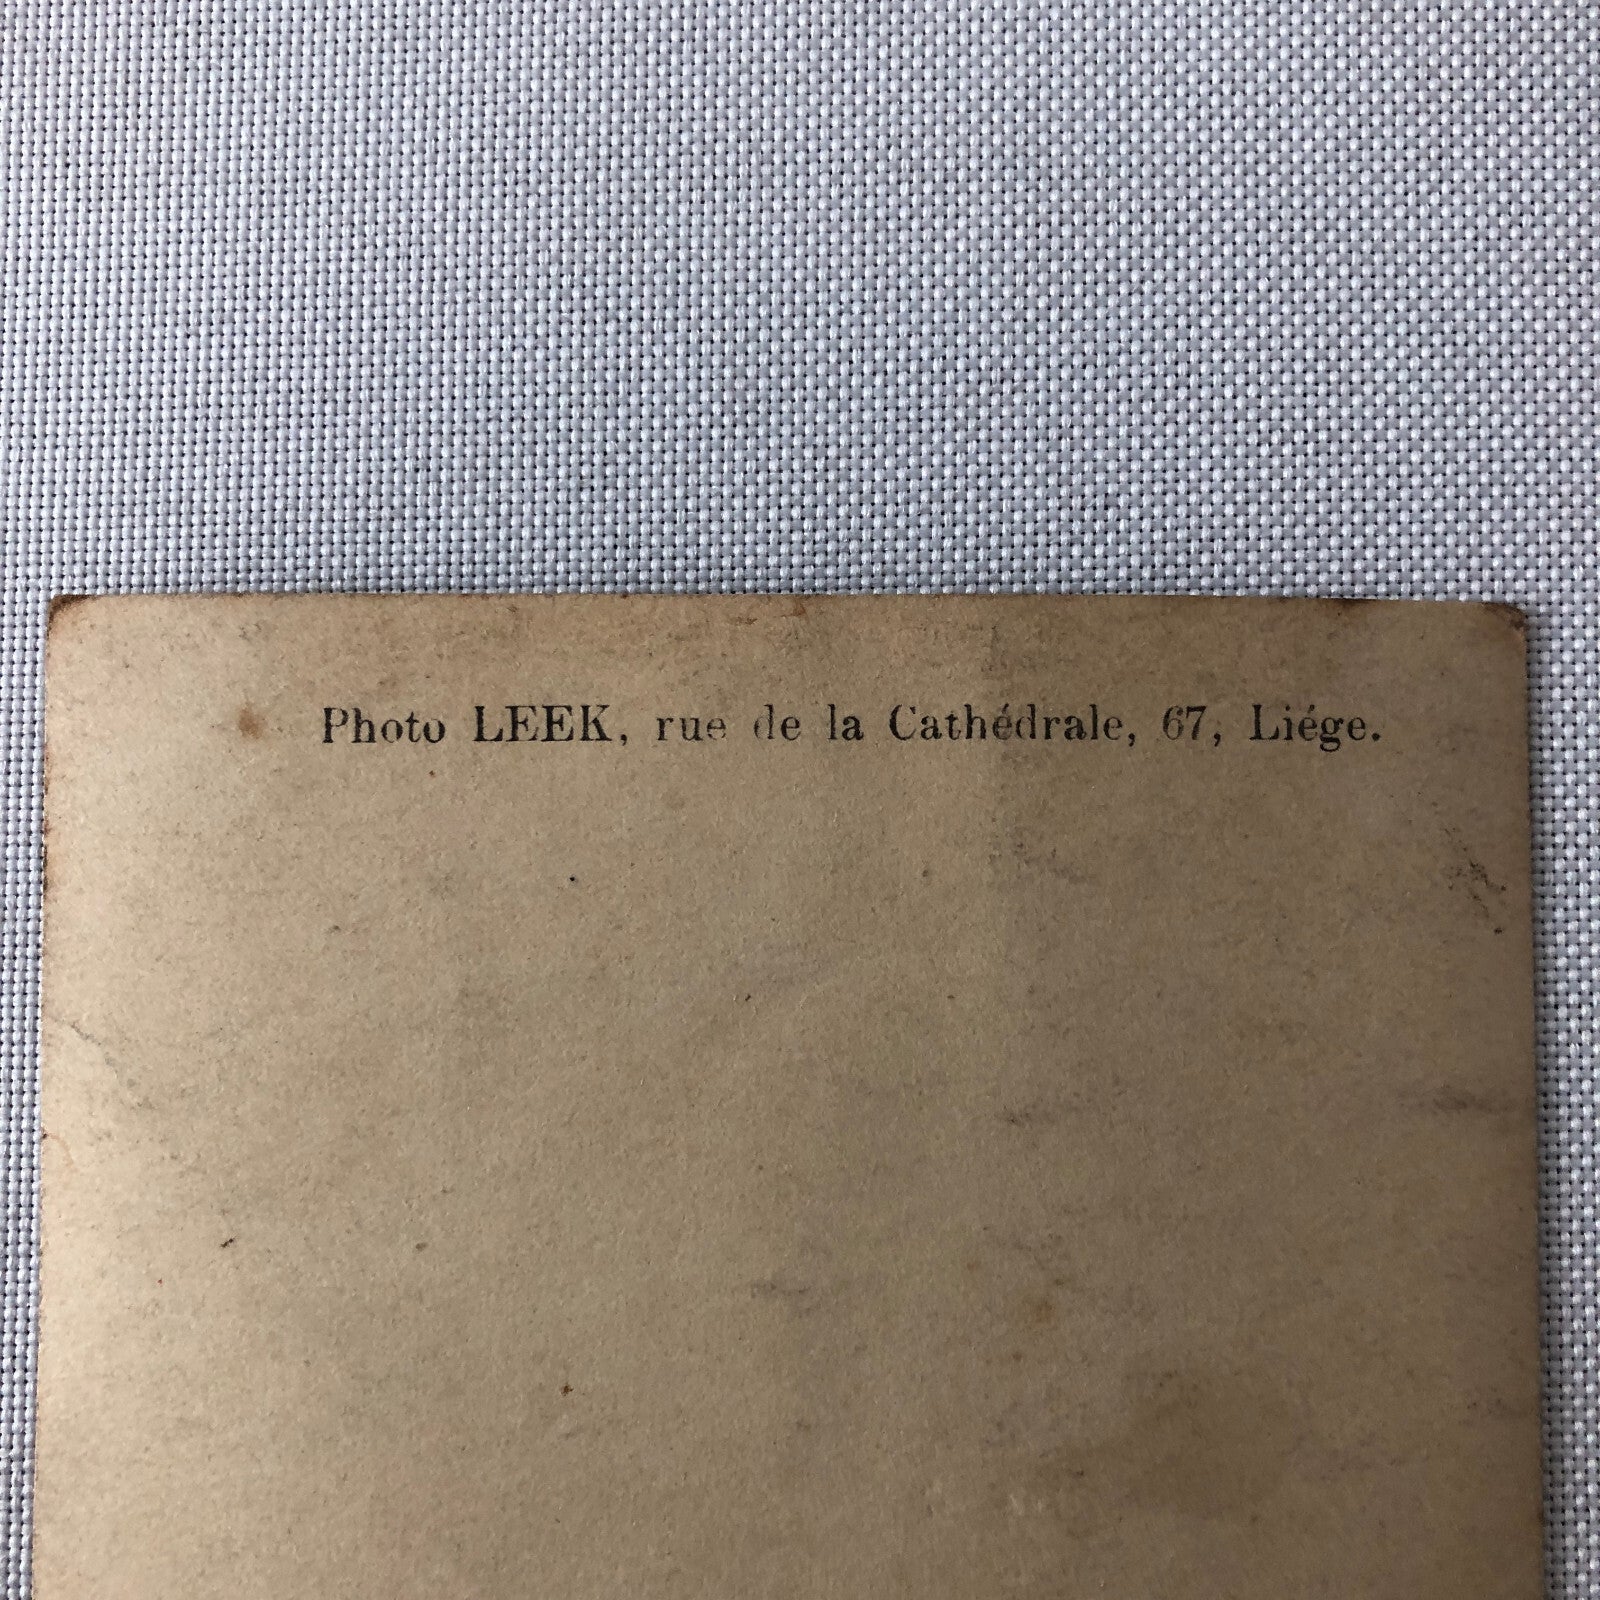 Photo LEEK, rue de la Cathédrale, 67, Liége.